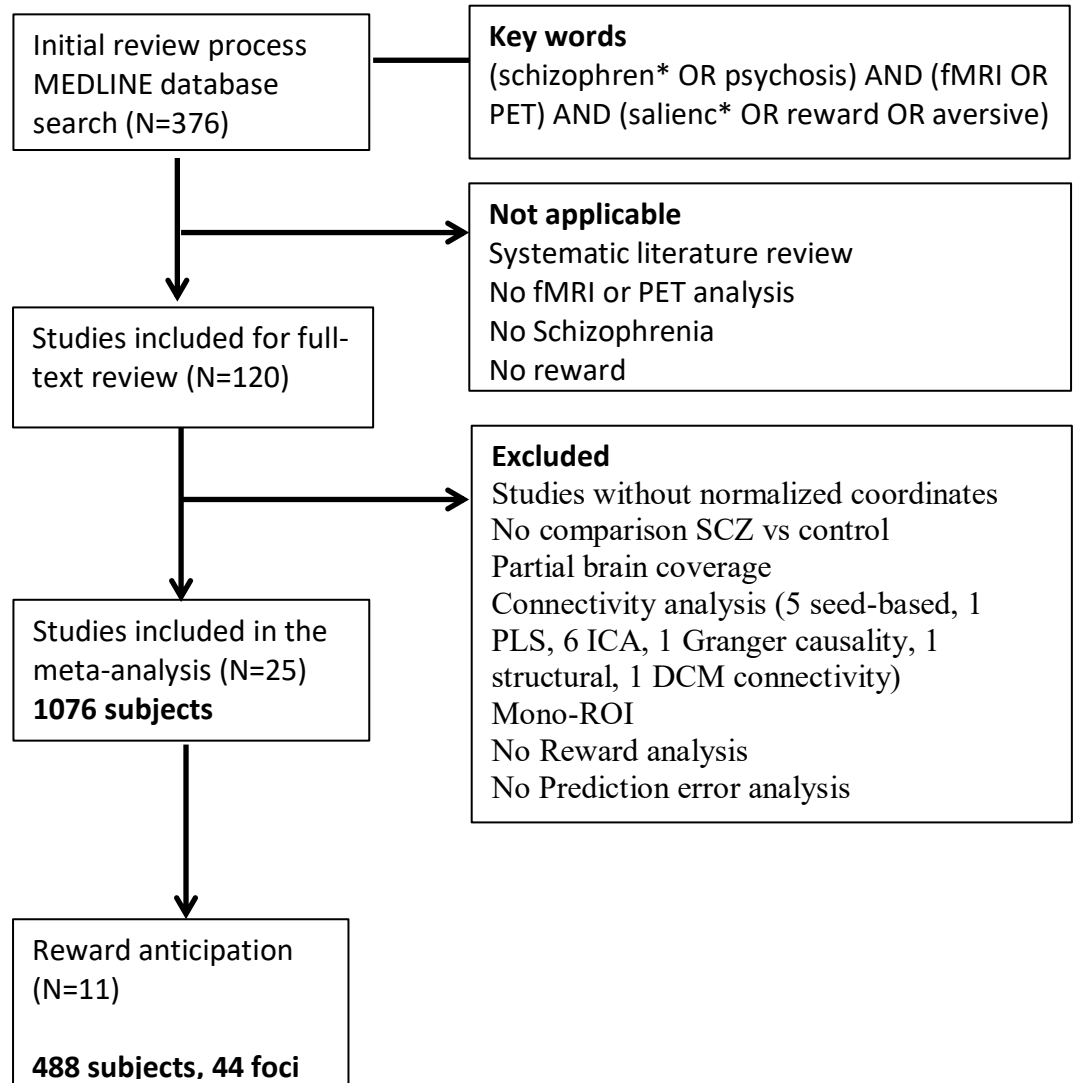 Initial review process
MEDLINE database
search (N=376)
Key words
(schizophren* OR psychosis) AND (fMRI OR
PET) AND (salienc* OR reward OR aversive)
Not applicable
Systematic literature review
No fMRI or PET analysis
No Schizophrenia
No reward
Studies included for full-
text review (N=120)
Excluded
Studies without normalized coordinates
No comparison SCZ vs control
Partial brain coverage
Connectivity analysis (5 seed-based, 1
PLS, 6 ICA, 1 Granger causality, 1
structural, 1 DCM connectivity)
Mono-ROI
No Reward analysis
No Prediction error analysis
Studies included in the
meta-analysis (N=25)
1076 subjects
Reward anticipation
(N=11)
488 subjects, 44 foci